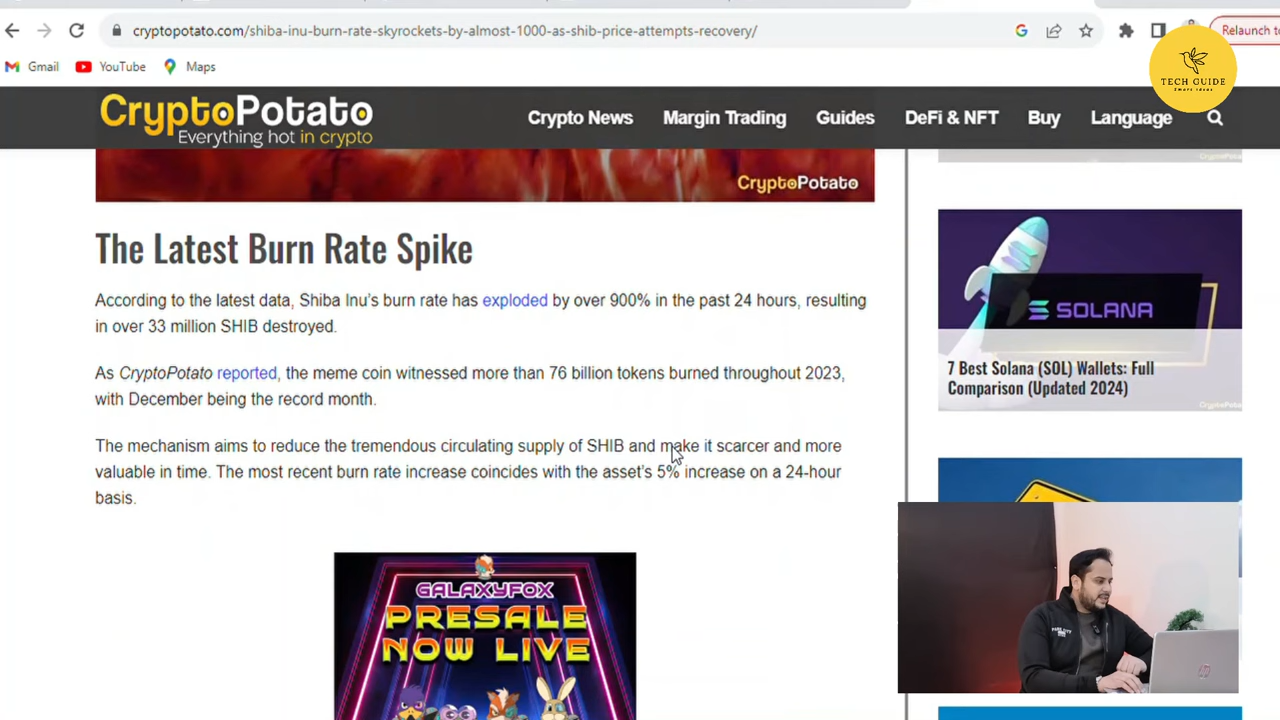 cryptopotato.com/shiba-inu-burn-rate-skyrockets-by-almost-1000-as-shib-price-attempts-recovery/
Relaunch to
Gmail
YouTube
Maps
TECH GUIDE
Smart Ideas
CryptoPotato
Everything hot in crypto
Crypto News
Margin Trading
Guides
DeFi & NFT
Buy
Language
CryptoPotato
The Latest Burn Rate Spike
According to the latest data, Shiba Inu's burn rate has exploded by over 900% in the past 24 hours, resulting
in over 33 million SHIB destroyed.
As CryptoPotato reported, the meme coin witnessed more than 76 billion tokens burned throughout 2023,
with December being the record month.
The mechanism aims to reduce the tremendous circulating supply of SHIB and make it scarcer and more
valuable in time. The most recent burn rate increase coincides with the asset's 5% increase on a 24-hour
basis.
SOLANA
7 Best Solana (SOL) Wallets: Full
Comparison (Updated 2024)
GALAXYFOX
PRESALE
NOW LIVE
PARK CITY